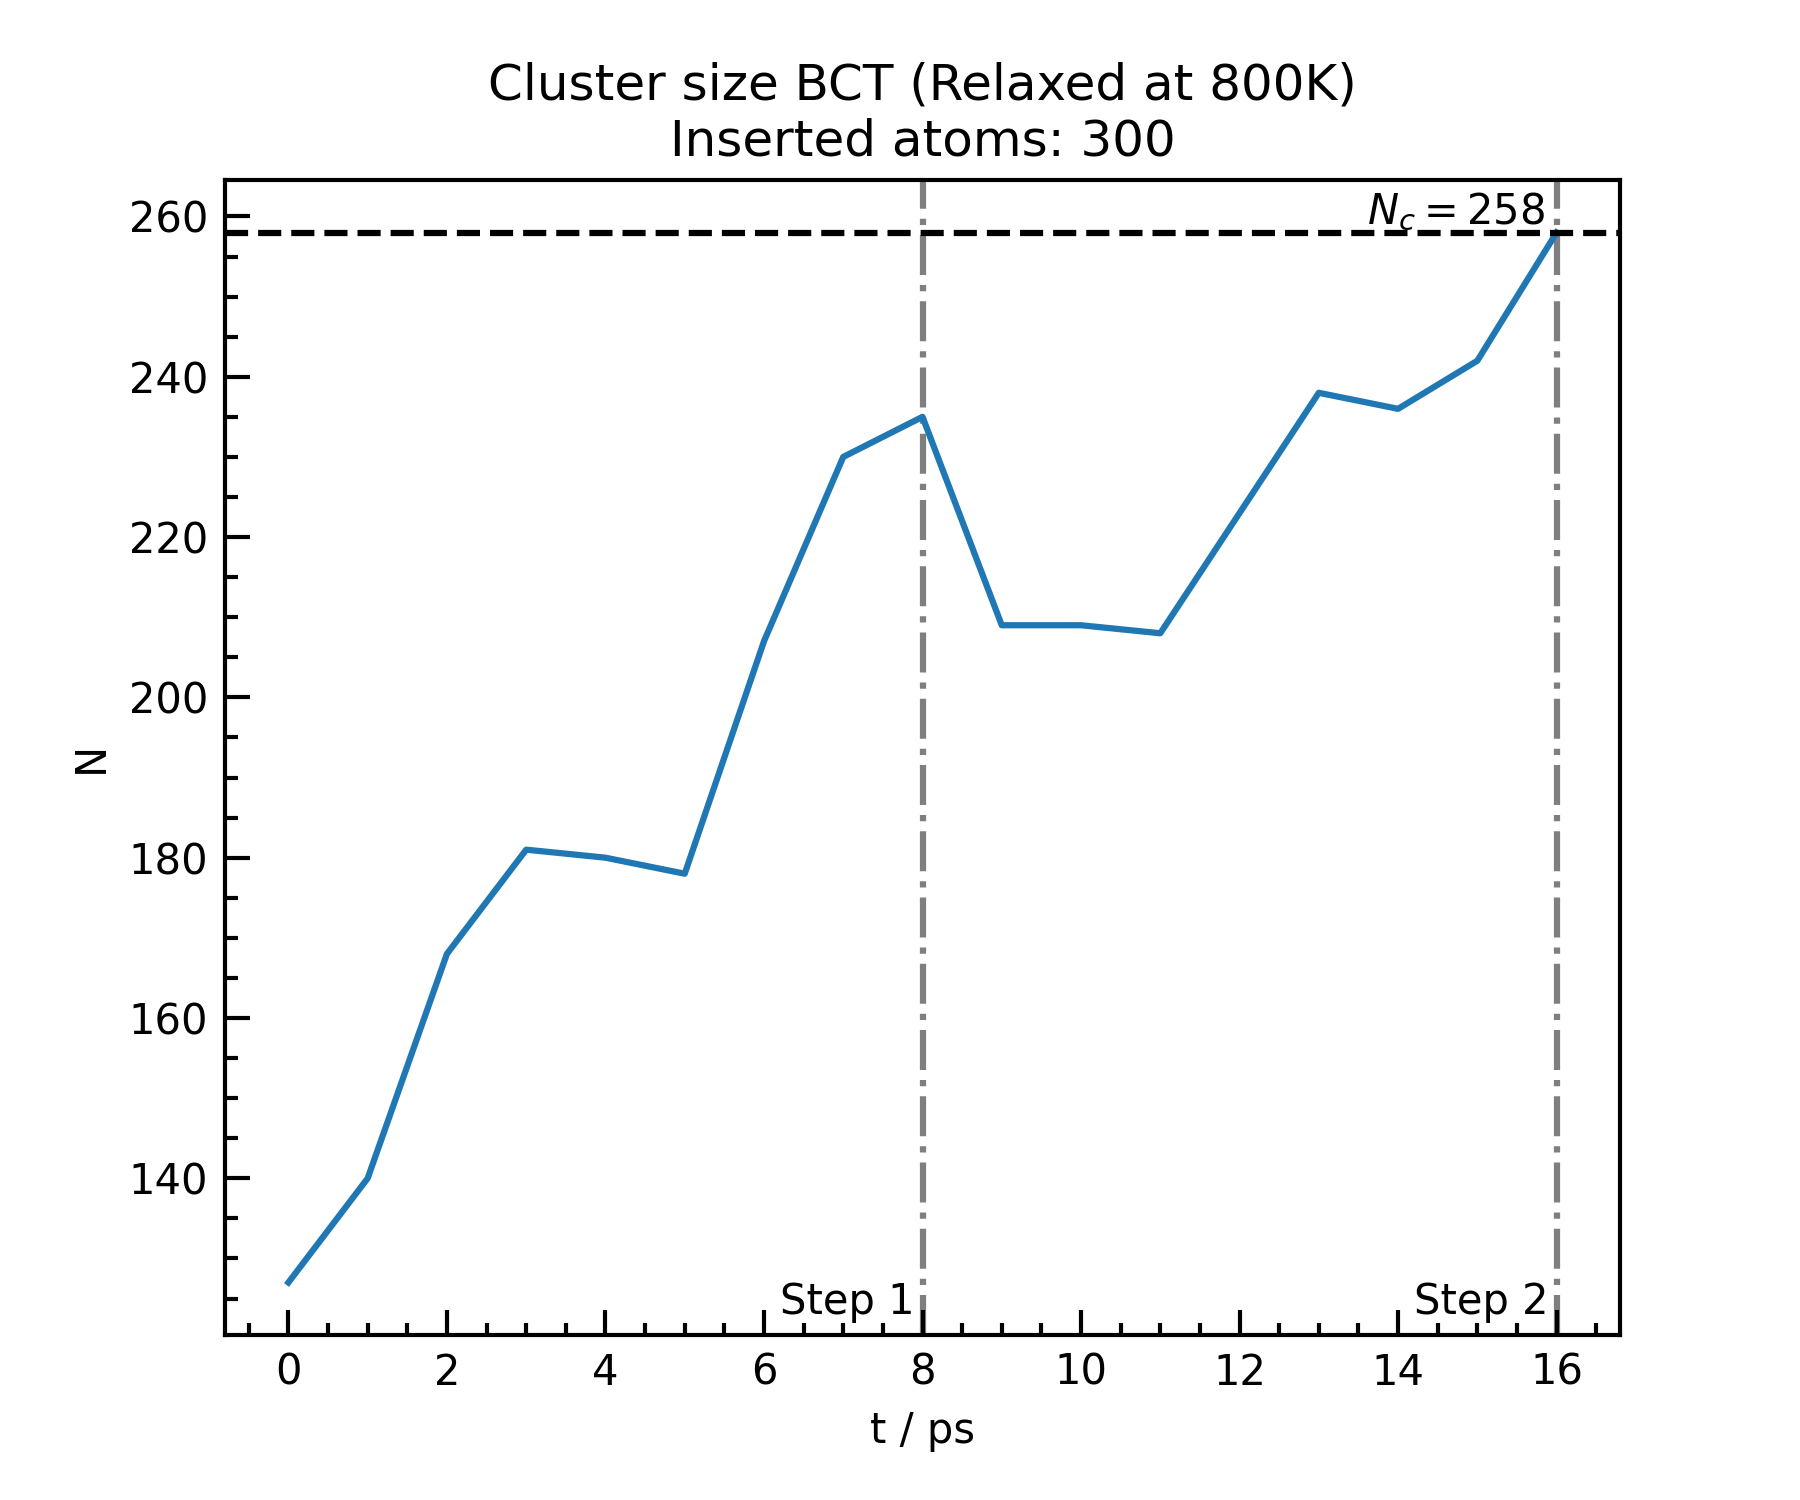 Cluster size BCT (Relaxed at 800K)
Inserted atoms: 300
N_c = 258
260
240
220
200
180
160
140
N
Step 1
Step 2
0 2 4 6 8 10 12 14 16
t / ps